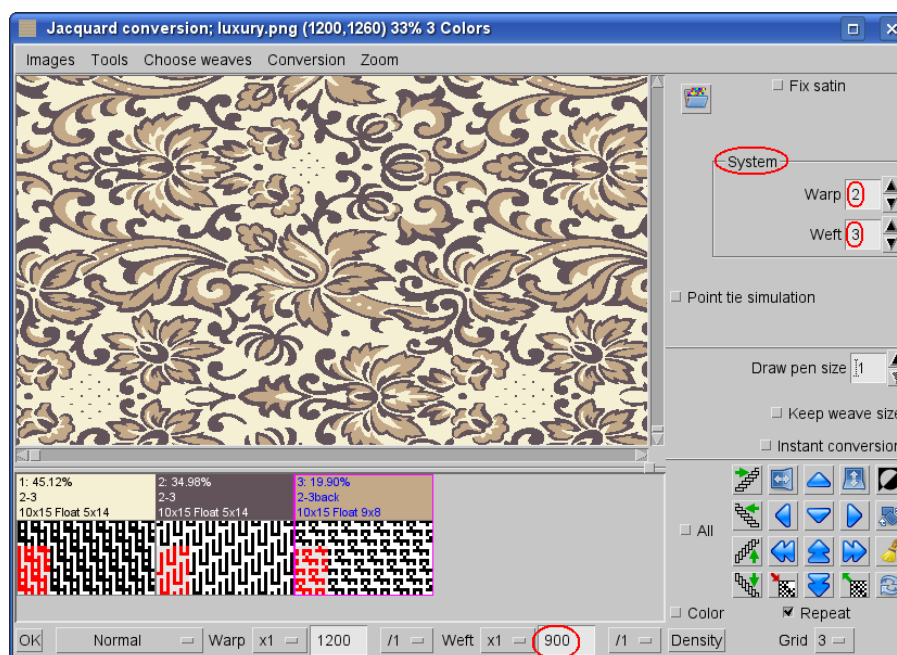 Jacquard conversion; luxury.png (1200,1260) 33% 3 Colors
Images Tools Choose weaves Conversion Zoom
Fix satin
System
Warp 2
Weft 3
Point tie simulation
Draw pen size 1
Keep weave size
Instant conversion
1: 45.12% 2: 34.98% 3: 19.90%
2-3 2-3 2-3back
10x15 Float 5x14 10x15 Float 5x14 10x15 Float 9x8
All
Color Repeat
OK Normal Warp x1 1200 /1 Weft x1 900 /1 Density Grid 3